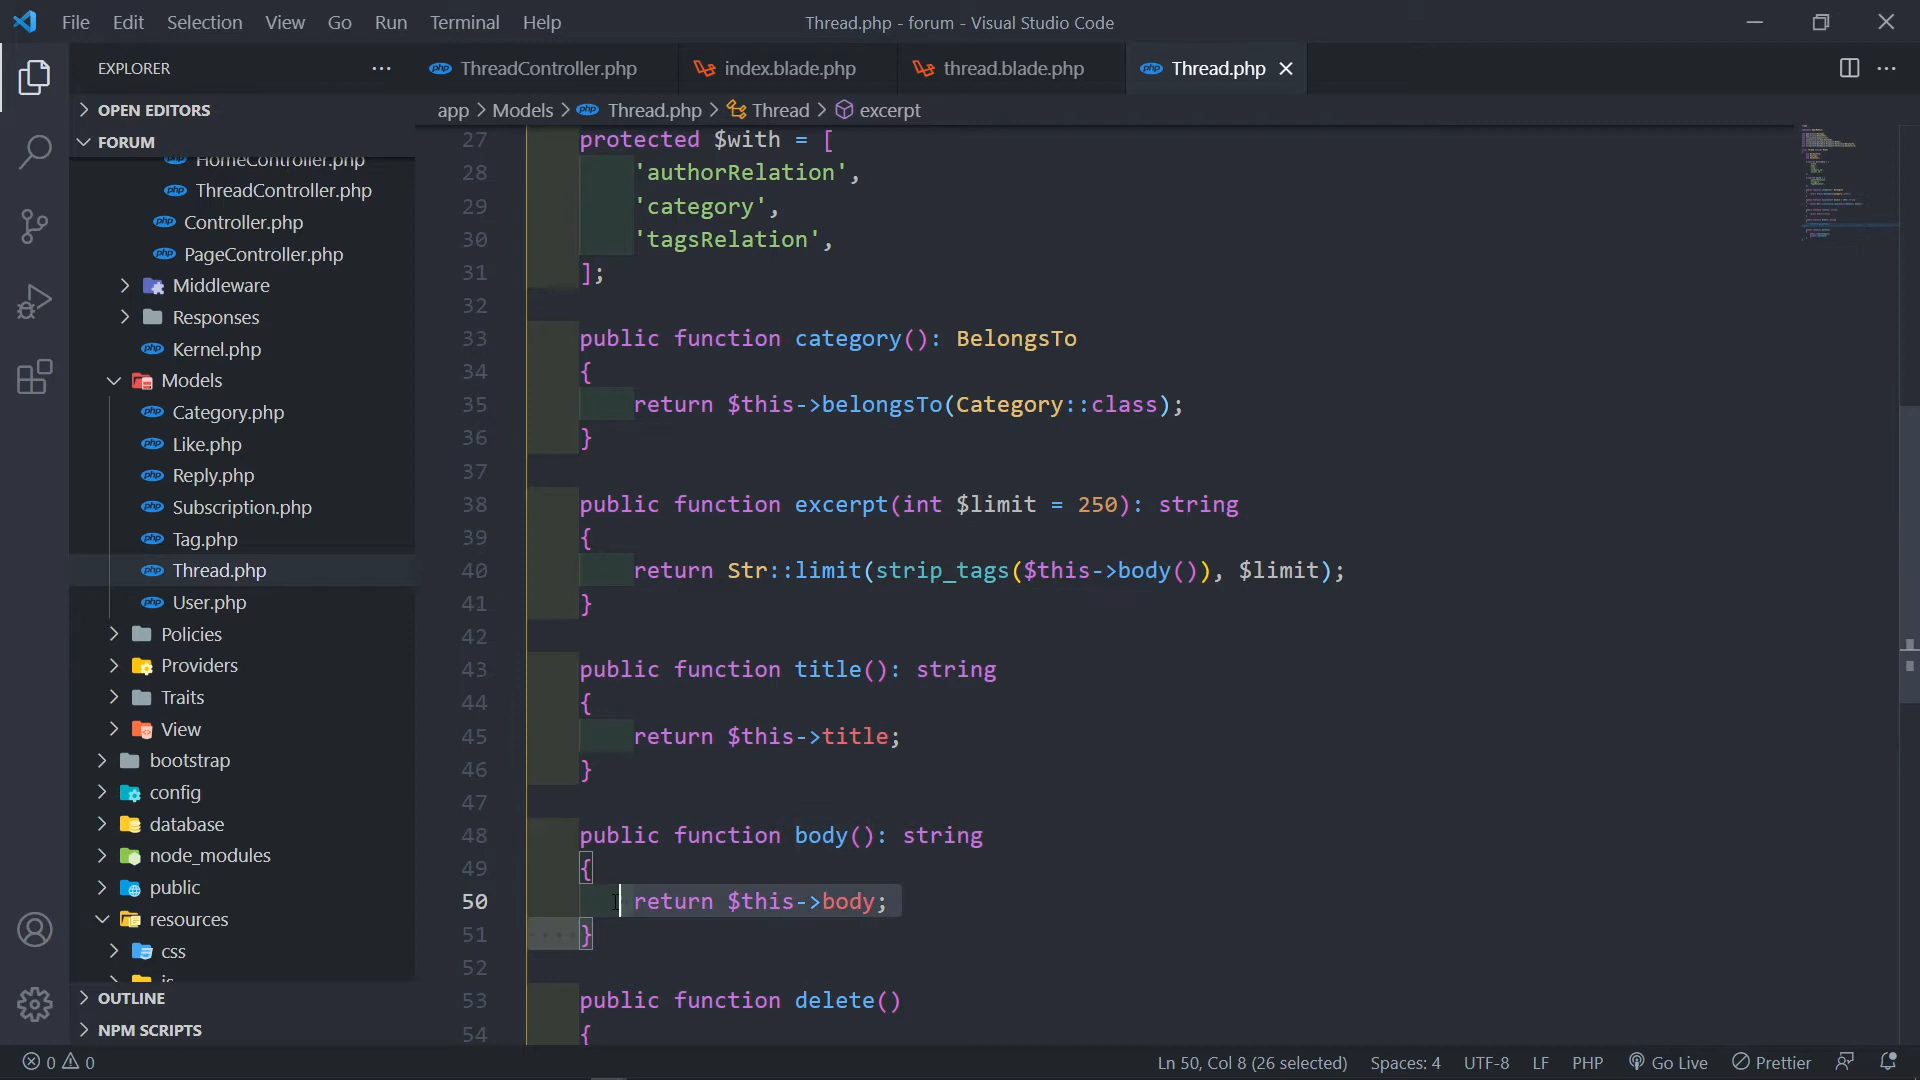 File Edit Selection View Go Run Terminal Help
Thread.php - forum - Visual Studio Code
EXPLORER
ThreadController.php
index.blade.php
thread.blade.php
Thread.php
OPEN EDITORS
FORUM
app > Models > Thread.php > Thread > excerpt
HomeController.php
ThreadController.php
Controller.php
PageController.php
Middleware
Responses
Kernel.php
Models
Category.php
Like.php
Reply.php
Subscription.php
Tag.php
Thread.php
User.php
Policies
Providers
Traits
View
bootstrap
config
database
node_modules
public
resources
css
js
OUTLINE
NPM SCRIPTS
27 protected $with = [
28 'authorRelation',
29 'category',
30 'tagsRelation',
31 ];
32
33 public function category(): BelongsTo
34 {
35 return $this->belongsTo(Category::class);
36 }
37
38 public function excerpt(int $limit = 250): string
39 {
40 return Str::limit(strip_tags($this->body()), $limit);
41 }
42
43 public function title(): string
44 {
45 return $this->title;
46 }
47
48 public function body(): string
49 {
50 return $this->body;
51 }
52
53 public function delete()
54 {
0 0
Ln 50, Col 8 (26 selected)
Spaces: 4
UTF-8
LF
PHP
Go Live
Prettier